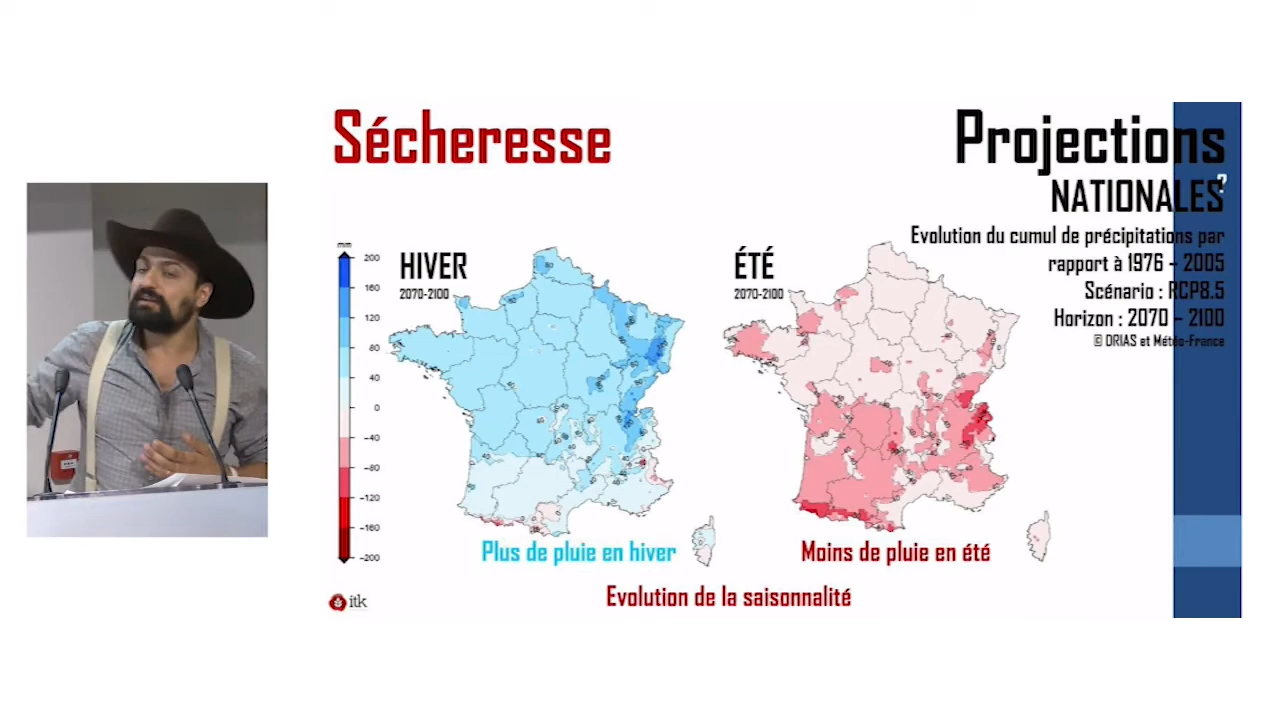 Sécheresse
Projections
NATIONALES
?
Evolution du cumul de précipitations par
rapport à 1976 - 2005
Scénario : RCP8.5
Horizon : 2070 - 2100
© DRIAS et Météo-France
mm
200
160
120
80
40
0
-40
-80
-120
-160
-200
HIVER
2070-2100
ÉTÉ
2070-2100
Plus de pluie en hiver
Moins de pluie en été
Evolution de la saisonnalité
itk